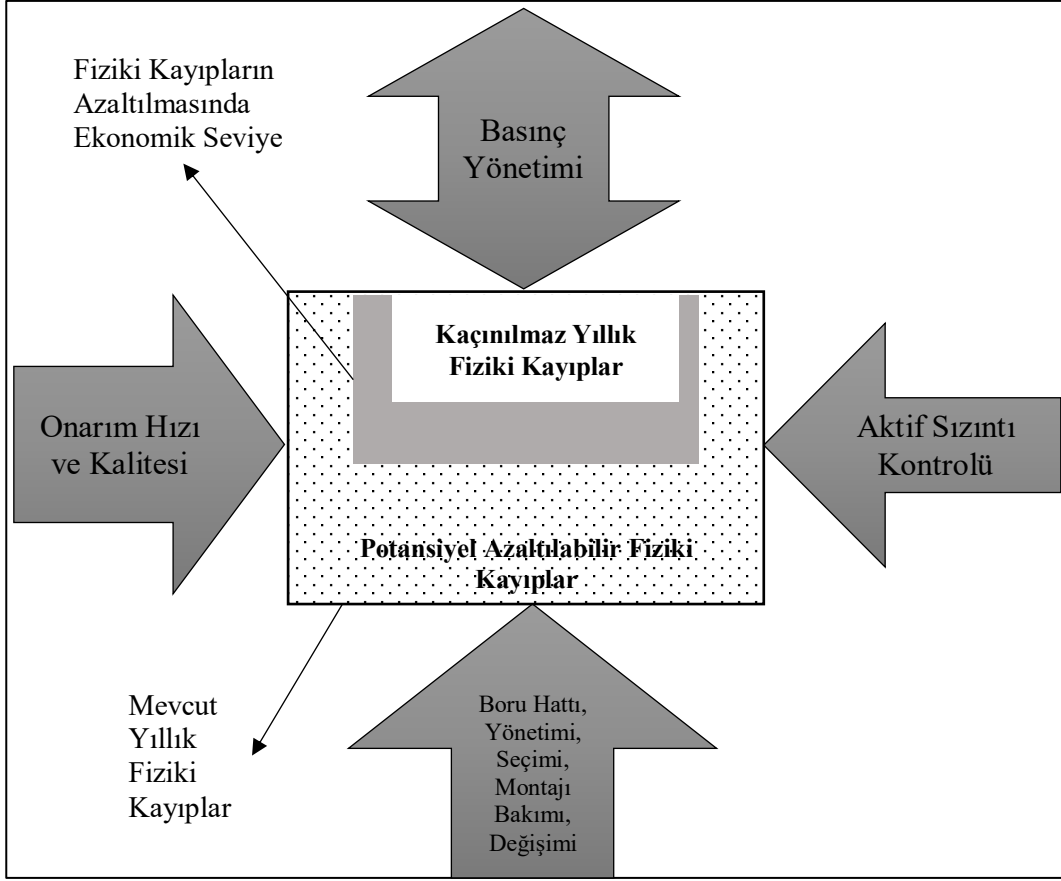 Fiziki Kayıpların
Azaltılmasında
Ekonomik Seviye
Basınç
Yönetimi
Kaçınılmaz Yıllık
Fiziki Kayıplar
Onarım Hızı
ve Kalitesi
Aktif Sızıntı
Kontrolü
Potansiyel Azaltılabilir Fiziki
Kayıplar
Mevcut
Yıllık
Fiziki
Kayıplar
Boru Hattı,
Yönetimi,
Seçimi,
Montajı
Bakımı,
Değişimi